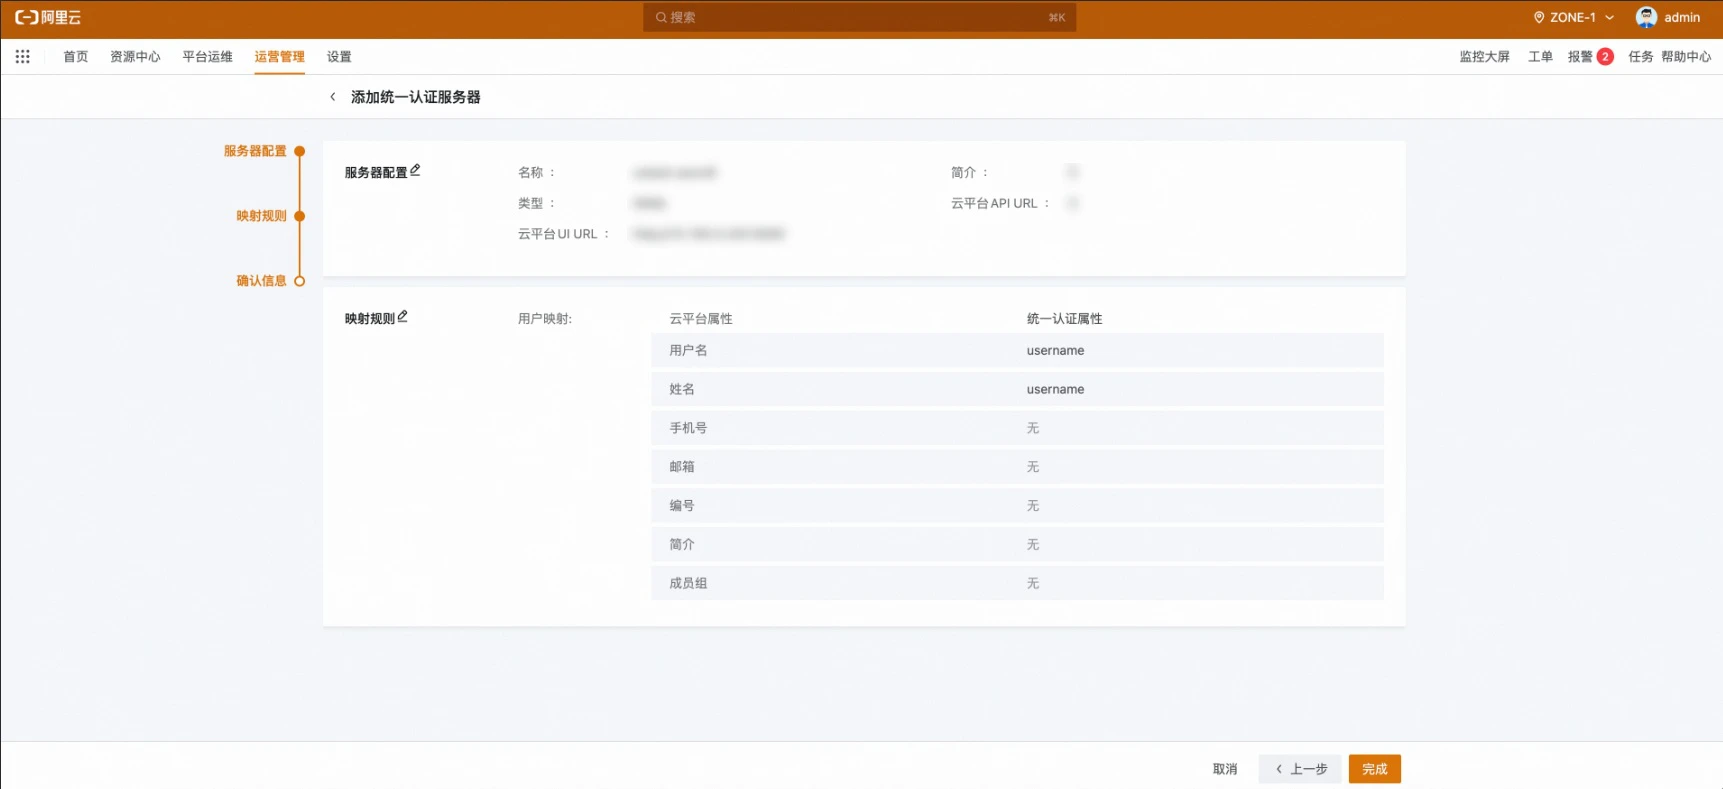 阿里云
搜索
⌘K
ZONE-1
admin
首页 资源中心 平台运维 运营管理 设置
监控大屏 工单 报警 2 任务 帮助中心
添加统一认证服务器
服务器配置
映射规则
确认信息
服务器配置
名称 ：
简介 ：
类型 ：
云平台API URL ：
云平台UI URL ：
映射规则
用户映射:
云平台属性 统一认证属性
用户名 username
姓名 username
手机号 无
邮箱 无
编号 无
简介 无
成员组 无
取消 上一步 完成